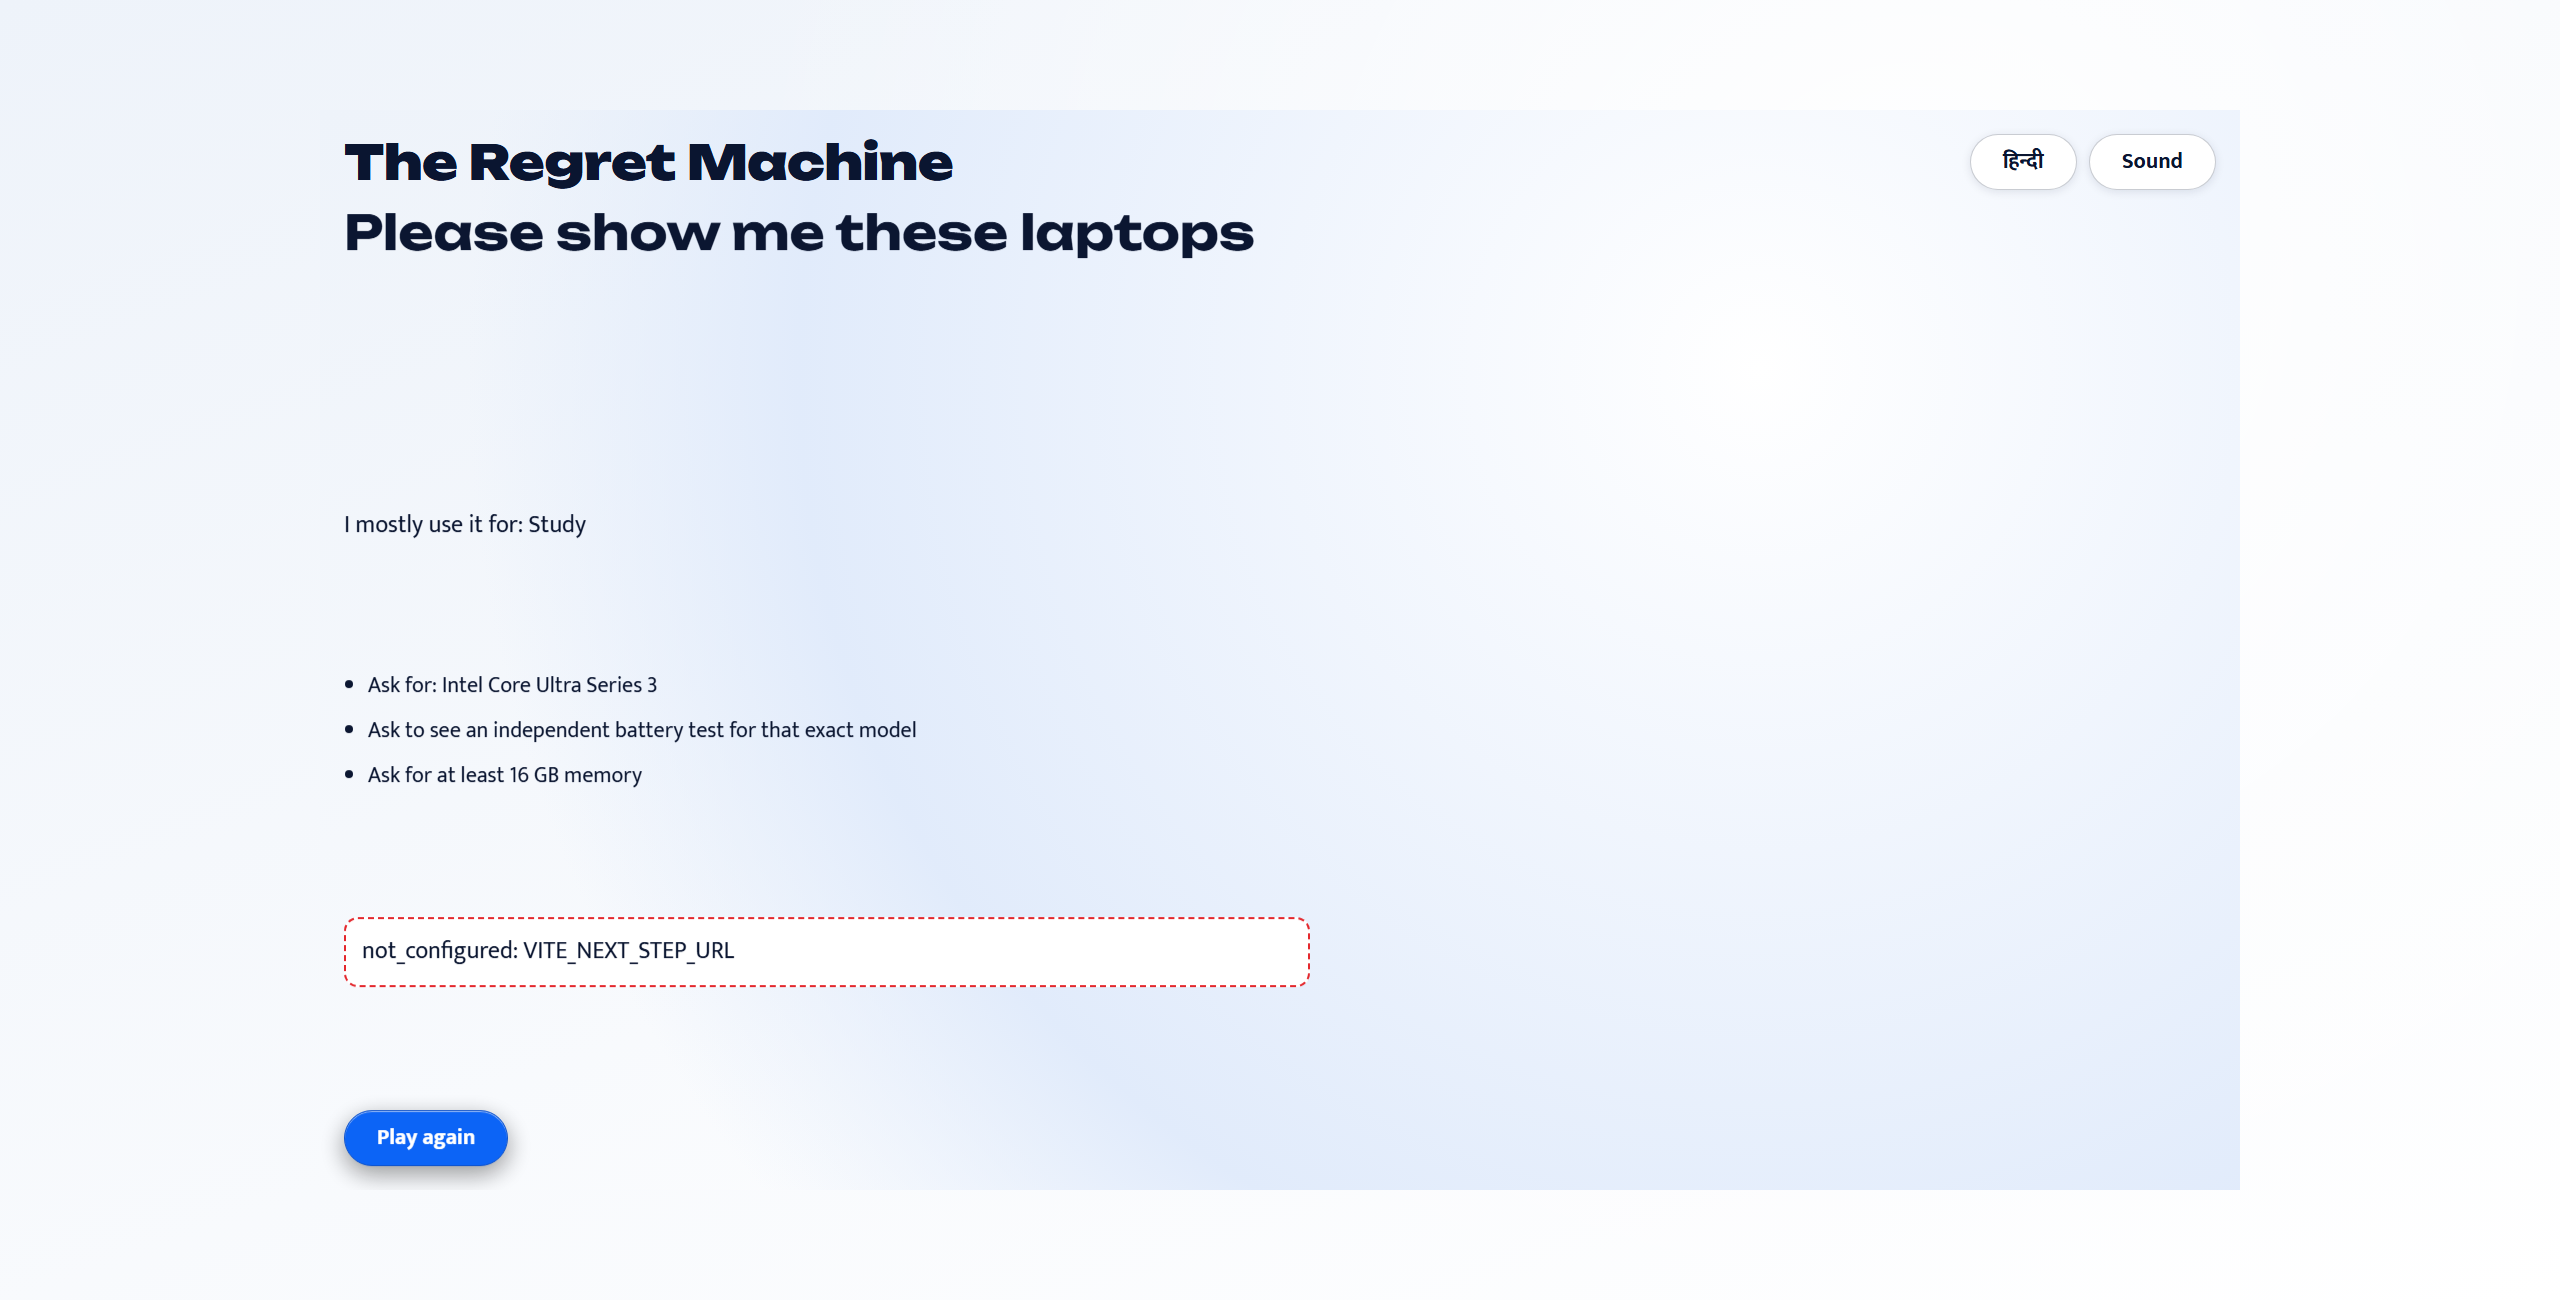 The Regret Machine
हिन्दी
Sound
Please show me these laptops
I mostly use it for: Study
Ask for: Intel Core Ultra Series 3
Ask to see an independent battery test for that exact model
Ask for at least 16 GB memory
not_configured: VITE_NEXT_STEP_URL
Play again